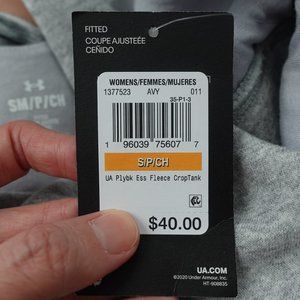 FITTED
COUPE AJUSTEÉE
CEÑIDO
SM/P/CH
WOMENS/FEMMES/MUJERES
1377523 AVY 011
35-P1-3
1 96039 75607 7
S/P/CH
UA Plybk Ess Fleece CropTank
$40.00
UA.COM
©2020 Under Armour, Inc.
HT-908835